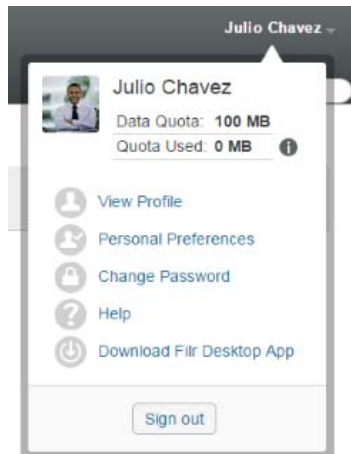 Julio Chavez
Julio Chavez
Data Quota: 100 MB
Quota Used: 0 MB
View Profile
Personal Preferences
Change Password
Help
Download Filr Desktop App
Sign out